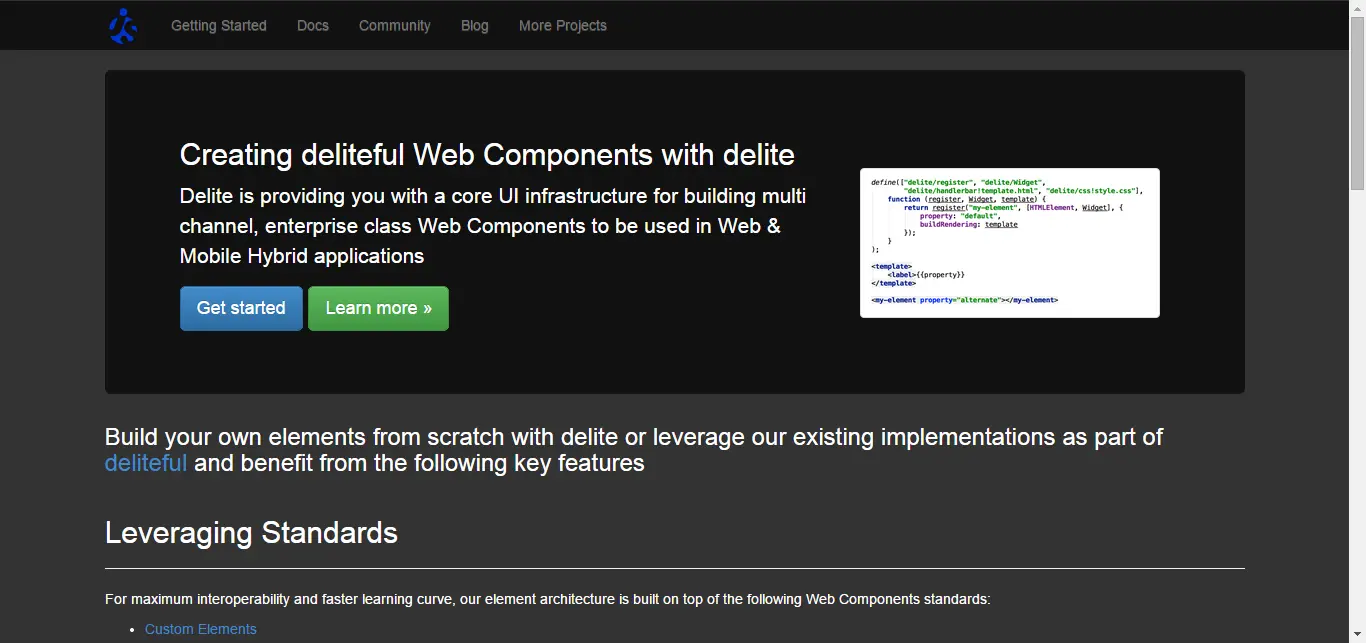 Getting Started Docs Community Blog More Projects
Creating deliteful Web Components with delite
Delite is providing you with a core UI infrastructure for building multi
channel, enterprise class Web Components to be used in Web &
Mobile Hybrid applications
Get started Learn more »
define(["delite/register", "delite/Widget",
"delite/handlerbar!template.html", "delite/css!style.css"],
function (register, Widget, template) {
return register("my-element", [HTMLElement, Widget], {
property: "default",
buildRendering: template
});
}
);
<template>
<label>{{property}}
</template>
<my-element property="alternate"></my-element>
Build your own elements from scratch with delite or leverage our existing implementations as part of
deliteful and benefit from the following key features
Leveraging Standards
For maximum interoperability and faster learning curve, our element architecture is built on top of the following Web Components standards:
• Custom Elements